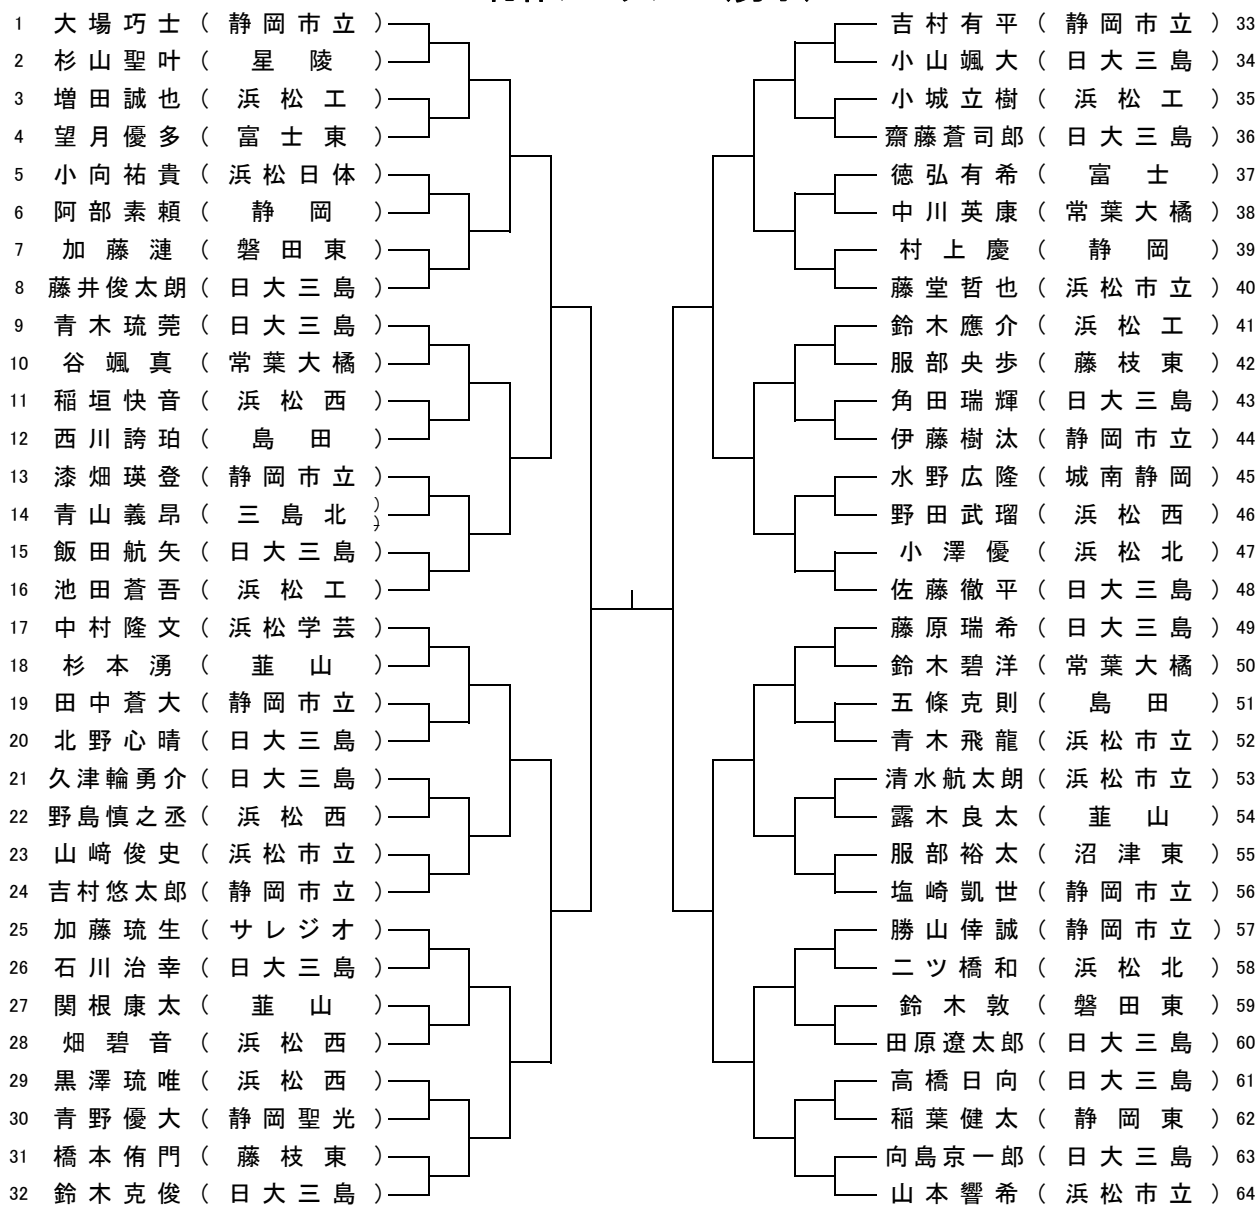 1 大場巧士 (静岡市立)
2 杉山聖叶 (星陵)
3 増田誠也 (浜松工)
4 望月優多 (富士東)
5 小向祐貴 (浜松日体)
6 阿部素頼 (静岡)
7 加藤漣 (磐田東)
8 藤井俊太朗 (日大三島)
9 青木琉莞 (日大三島)
10 谷颯真 (常葉大橘)
11 稲垣快音 (浜松西)
12 西川誇珀 (島田)
13 漆畑瑛登 (静岡市立)
14 青山義昂 (三島北)
15 飯田航矢 (日大三島)
16 池田蒼吾 (浜松工)
17 中村隆文 (浜松学芸)
18 杉本湧 (韮山)
19 田中蒼大 (静岡市立)
20 北野心晴 (日大三島)
21 久津輪勇介 (日大三島)
22 野島慎之丞 (浜松西)
23 山﨑俊史 (浜松市立)
24 吉村悠太郎 (静岡市立)
25 加藤琉生 (サレジオ)
26 石川治幸 (日大三島)
27 関根康太 (韮山)
28 畑碧音 (浜松西)
29 黒澤琉唯 (浜松西)
30 青野優大 (静岡聖光)
31 橋本侑門 (藤枝東)
32 鈴木克俊 (日大三島)
吉村有平 (静岡市立) 33
小山颯大 (日大三島) 34
小城立樹 (浜松工) 35
齋藤蒼司郎 (日大三島) 36
徳弘有希 (富士) 37
中川英康 (常葉大橘) 38
村上慶 (静岡) 39
藤堂哲也 (浜松市立) 40
鈴木應介 (浜松工) 41
服部央歩 (藤枝東) 42
角田瑞輝 (日大三島) 43
伊藤樹汰 (静岡市立) 44
水野広隆 (城南静岡) 45
野田武瑠 (浜松西) 46
小澤優 (浜松北) 47
佐藤徹平 (日大三島) 48
藤原瑞希 (日大三島) 49
鈴木碧洋 (常葉大橘) 50
五條克則 (島田) 51
青木飛龍 (浜松市立) 52
清水航太朗 (浜松市立) 53
露木良太 (韮山) 54
服部裕太 (沼津東) 55
塩崎凱世 (静岡市立) 56
勝山倖誠 (静岡市立) 57
二ツ橋和 (浜松北) 58
鈴木敦 (磐田東) 59
田原遼太郎 (日大三島) 60
高橋日向 (日大三島) 61
稲葉健太 (静岡東) 62
向島京一郎 (日大三島) 63
山本響希 (浜松市立) 64